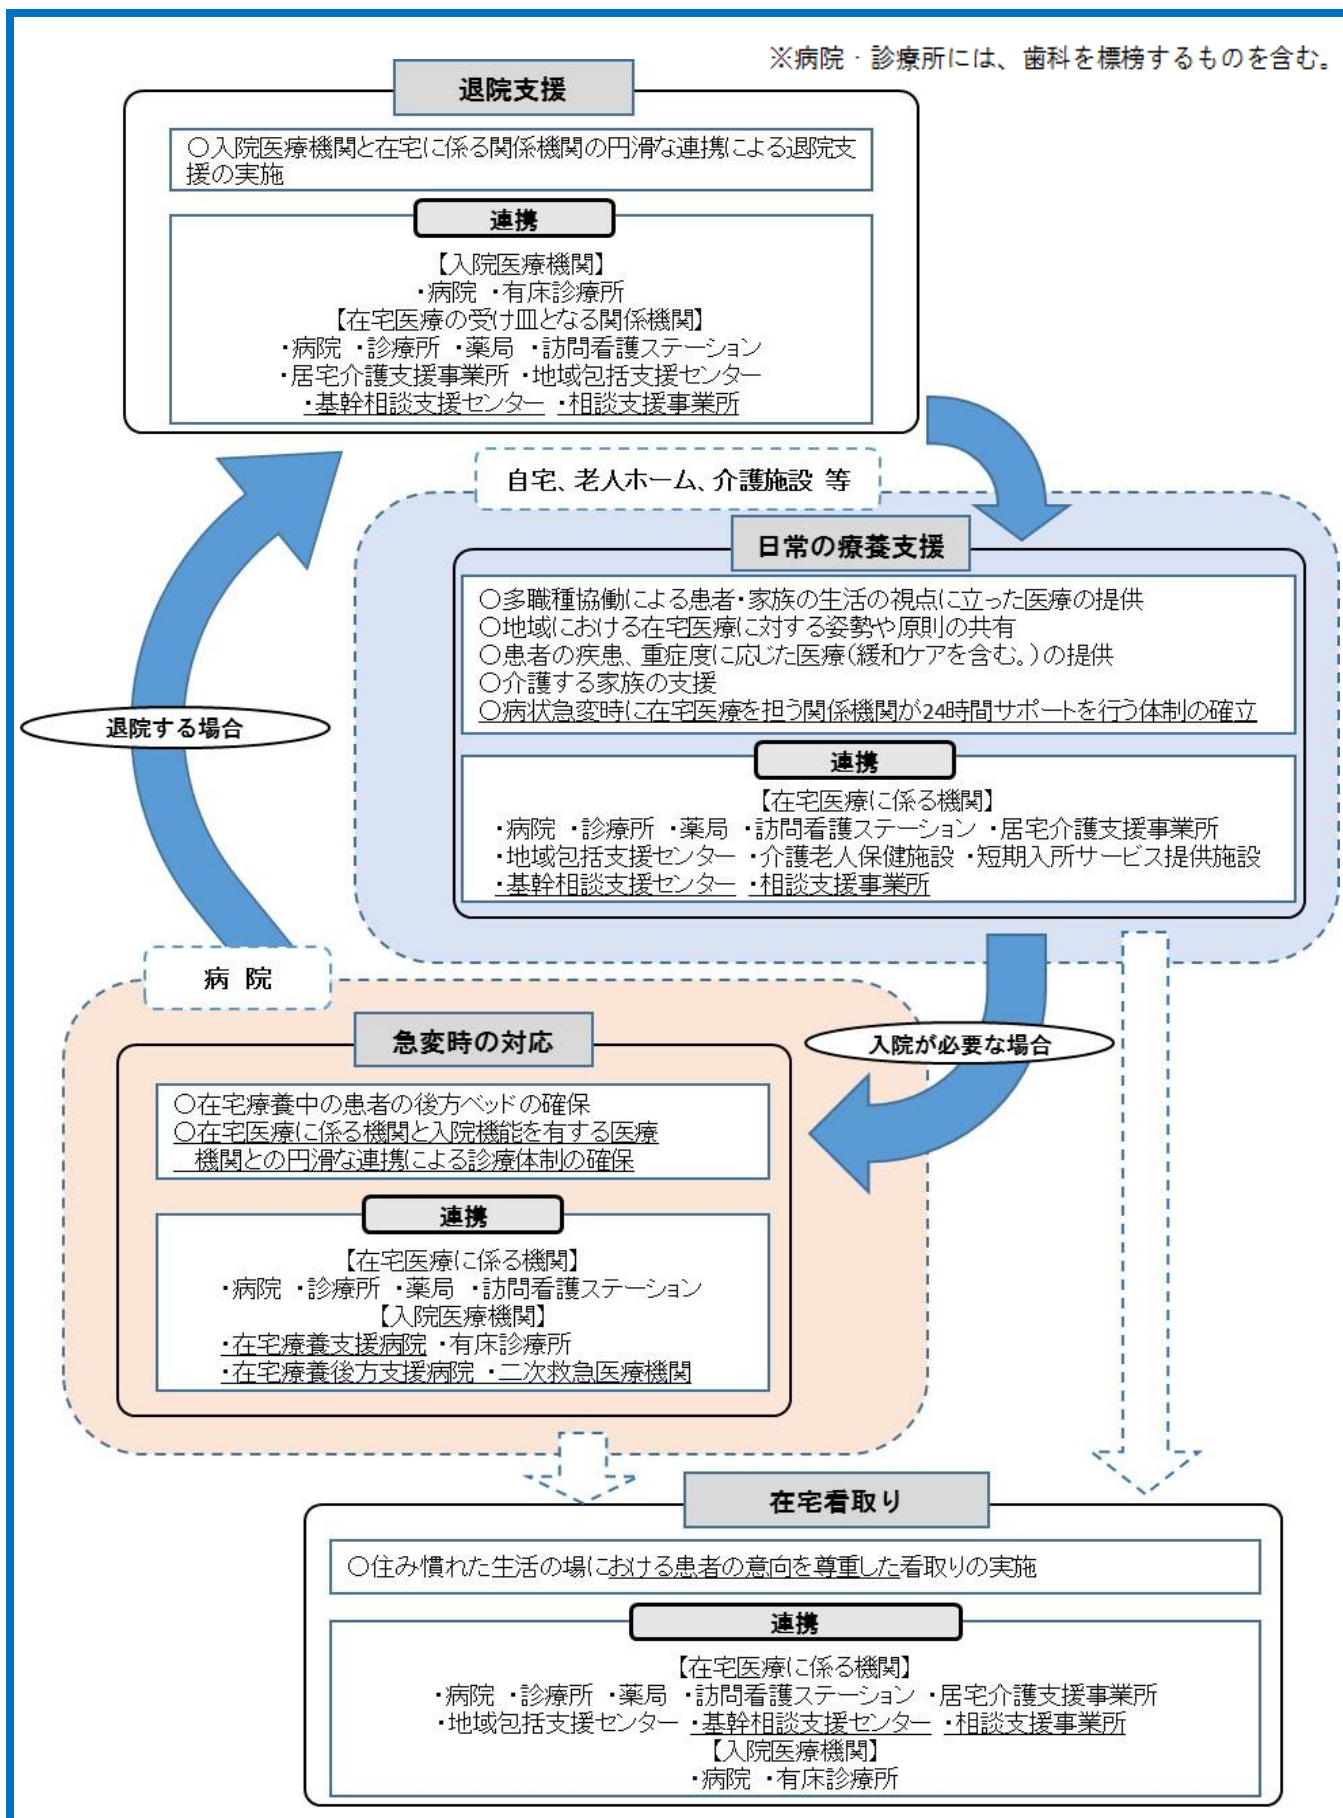 ※病院・診療所には、歯科を標榜するものを含む。
退院支援
〇入院医療機関と在宅に係る関係機関の円滑な連携による退院支
援の実施
連携
【入院医療機関】
・病院 ・有床診療所
【在宅医療の受け皿となる関係機関】
・病院 ・診療所 ・薬局 ・訪問看護ステーション
・居宅介護支援事業所 ・地域包括支援センター
・基幹相談支援センター ・相談支援事業所
自宅、老人ホーム、介護施設 等
日常の療養支援
〇多職種協働による患者・家族の生活の視点に立った医療の提供
〇地域における在宅医療に対する姿勢や原則の共有
〇患者の疾患、重症度に応じた医療(緩和ケアを含む。)の提供
〇介護する家族の支援
〇病状急変時に在宅医療を担う関係機関が24時間サポートを行う体制の確立
連携
【在宅医療に係る機関】
・病院 ・診療所 ・薬局 ・訪問看護ステーション ・居宅介護支援事業所
・地域包括支援センター ・介護老人保健施設 ・短期入所サービス提供施設
・基幹相談支援センター ・相談支援事業所
退院する場合
病 院
入院が必要な場合
急変時の対応
〇在宅療養中の患者の後方ベッドの確保
〇在宅医療に係る機関と入院機能を有する医療
機関との円滑な連携による診療体制の確保
連携
【在宅医療に係る機関】
・病院 ・診療所 ・薬局 ・訪問看護ステーション
【入院医療機関】
・在宅療養支援病院 ・有床診療所
・在宅療養後方支援病院 ・二次救急医療機関
在宅看取り
〇住み慣れた生活の場における患者の意向を尊重した看取りの実施
連携
【在宅医療に係る機関】
・病院 ・診療所 ・薬局 ・訪問看護ステーション ・居宅介護支援事業所
・地域包括支援センター ・基幹相談支援センター ・相談支援事業所
【入院医療機関】
・病院 ・有床診療所